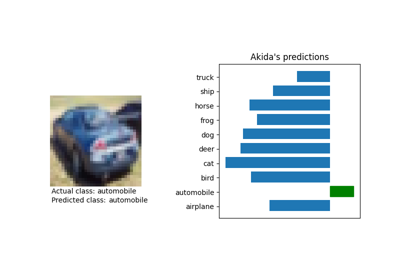 Akida's predictions
truck
ship
horse
frog
dog
deer
cat
bird
automobile
airplane
Actual class: automobile
Predicted class: automobile